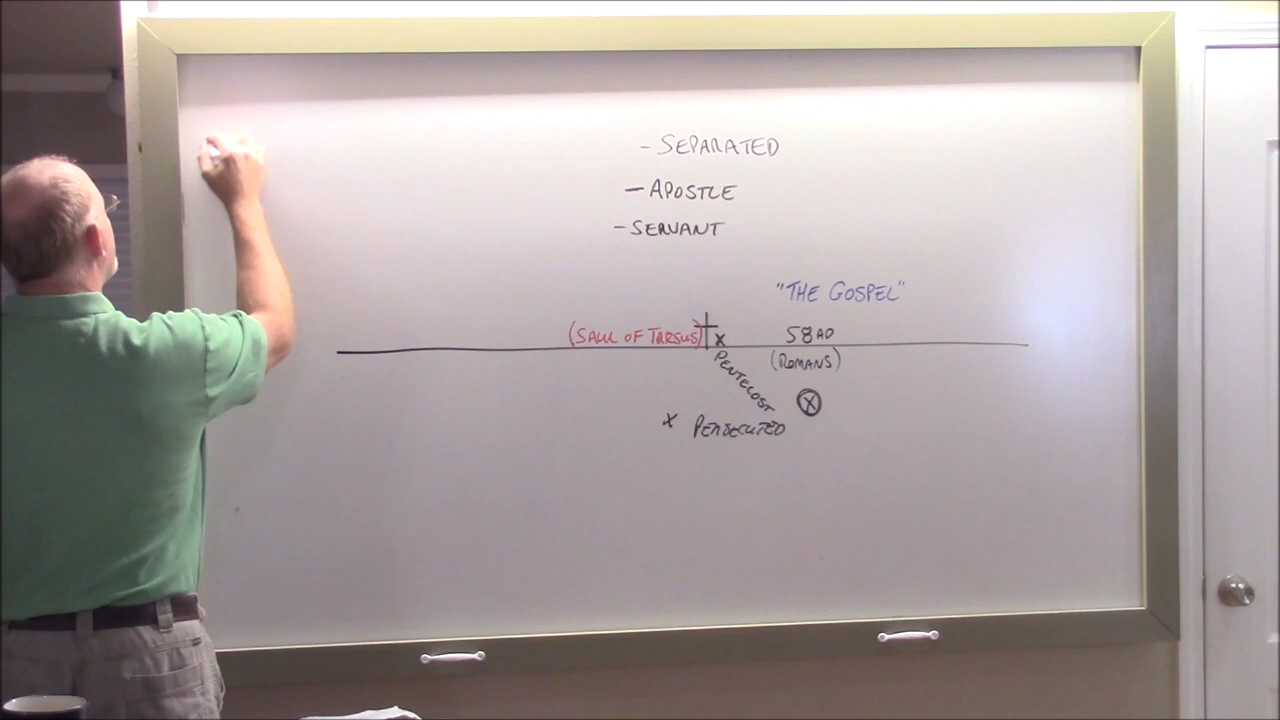 - SEPARATED
- APOSTLE
- SERVANT
"THE GOSPEL"
(SAUL OF TARSUS) x 58 AD
(ROMANS)
PENTECOST
x PERSECUTED
X